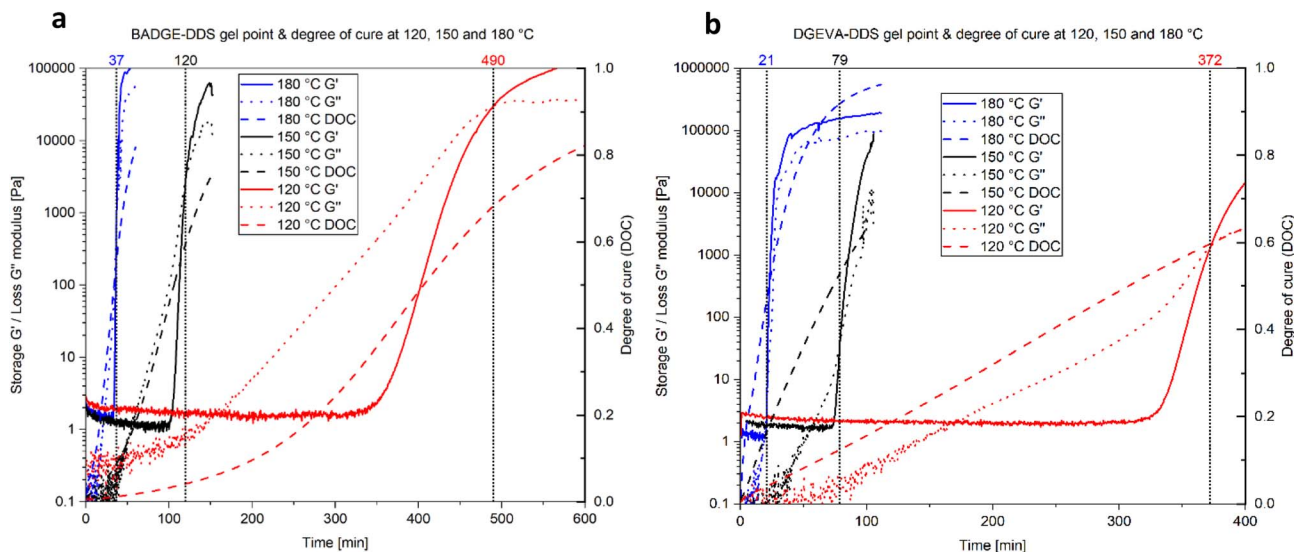 a
BADGE-DDS gel point & degree of cure at 120, 150 and 180 °C
37 120 490
100000
10000
1000
100
10
1
0.1
Storage G' / Loss G'' modulus [Pa]
180 °C G'
180 °C G''
180 °C DOC
150 °C G'
150 °C G''
150 °C DOC
120 °C G'
120 °C G''
120 °C DOC
1.0
0.8
0.6
0.4
0.2
0.0
Degree of cure (DOC)
0 100 200 300 400 500 600
Time [min]
b
DGEVA-DDS gel point & degree of cure at 120, 150 and 180 °C
21 79 372
1000000
100000
10000
1000
100
10
1
0.1
Storage G' / Loss G'' modulus [Pa]
180 °C G'
180 °C G''
180 °C DOC
150 °C G'
150 °C G''
150 °C DOC
120 °C G'
120 °C G''
120 °C DOC
1.0
0.8
0.6
0.4
0.2
0.0
Degree of cure (DOC)
0 100 200 300 400
Time [min]